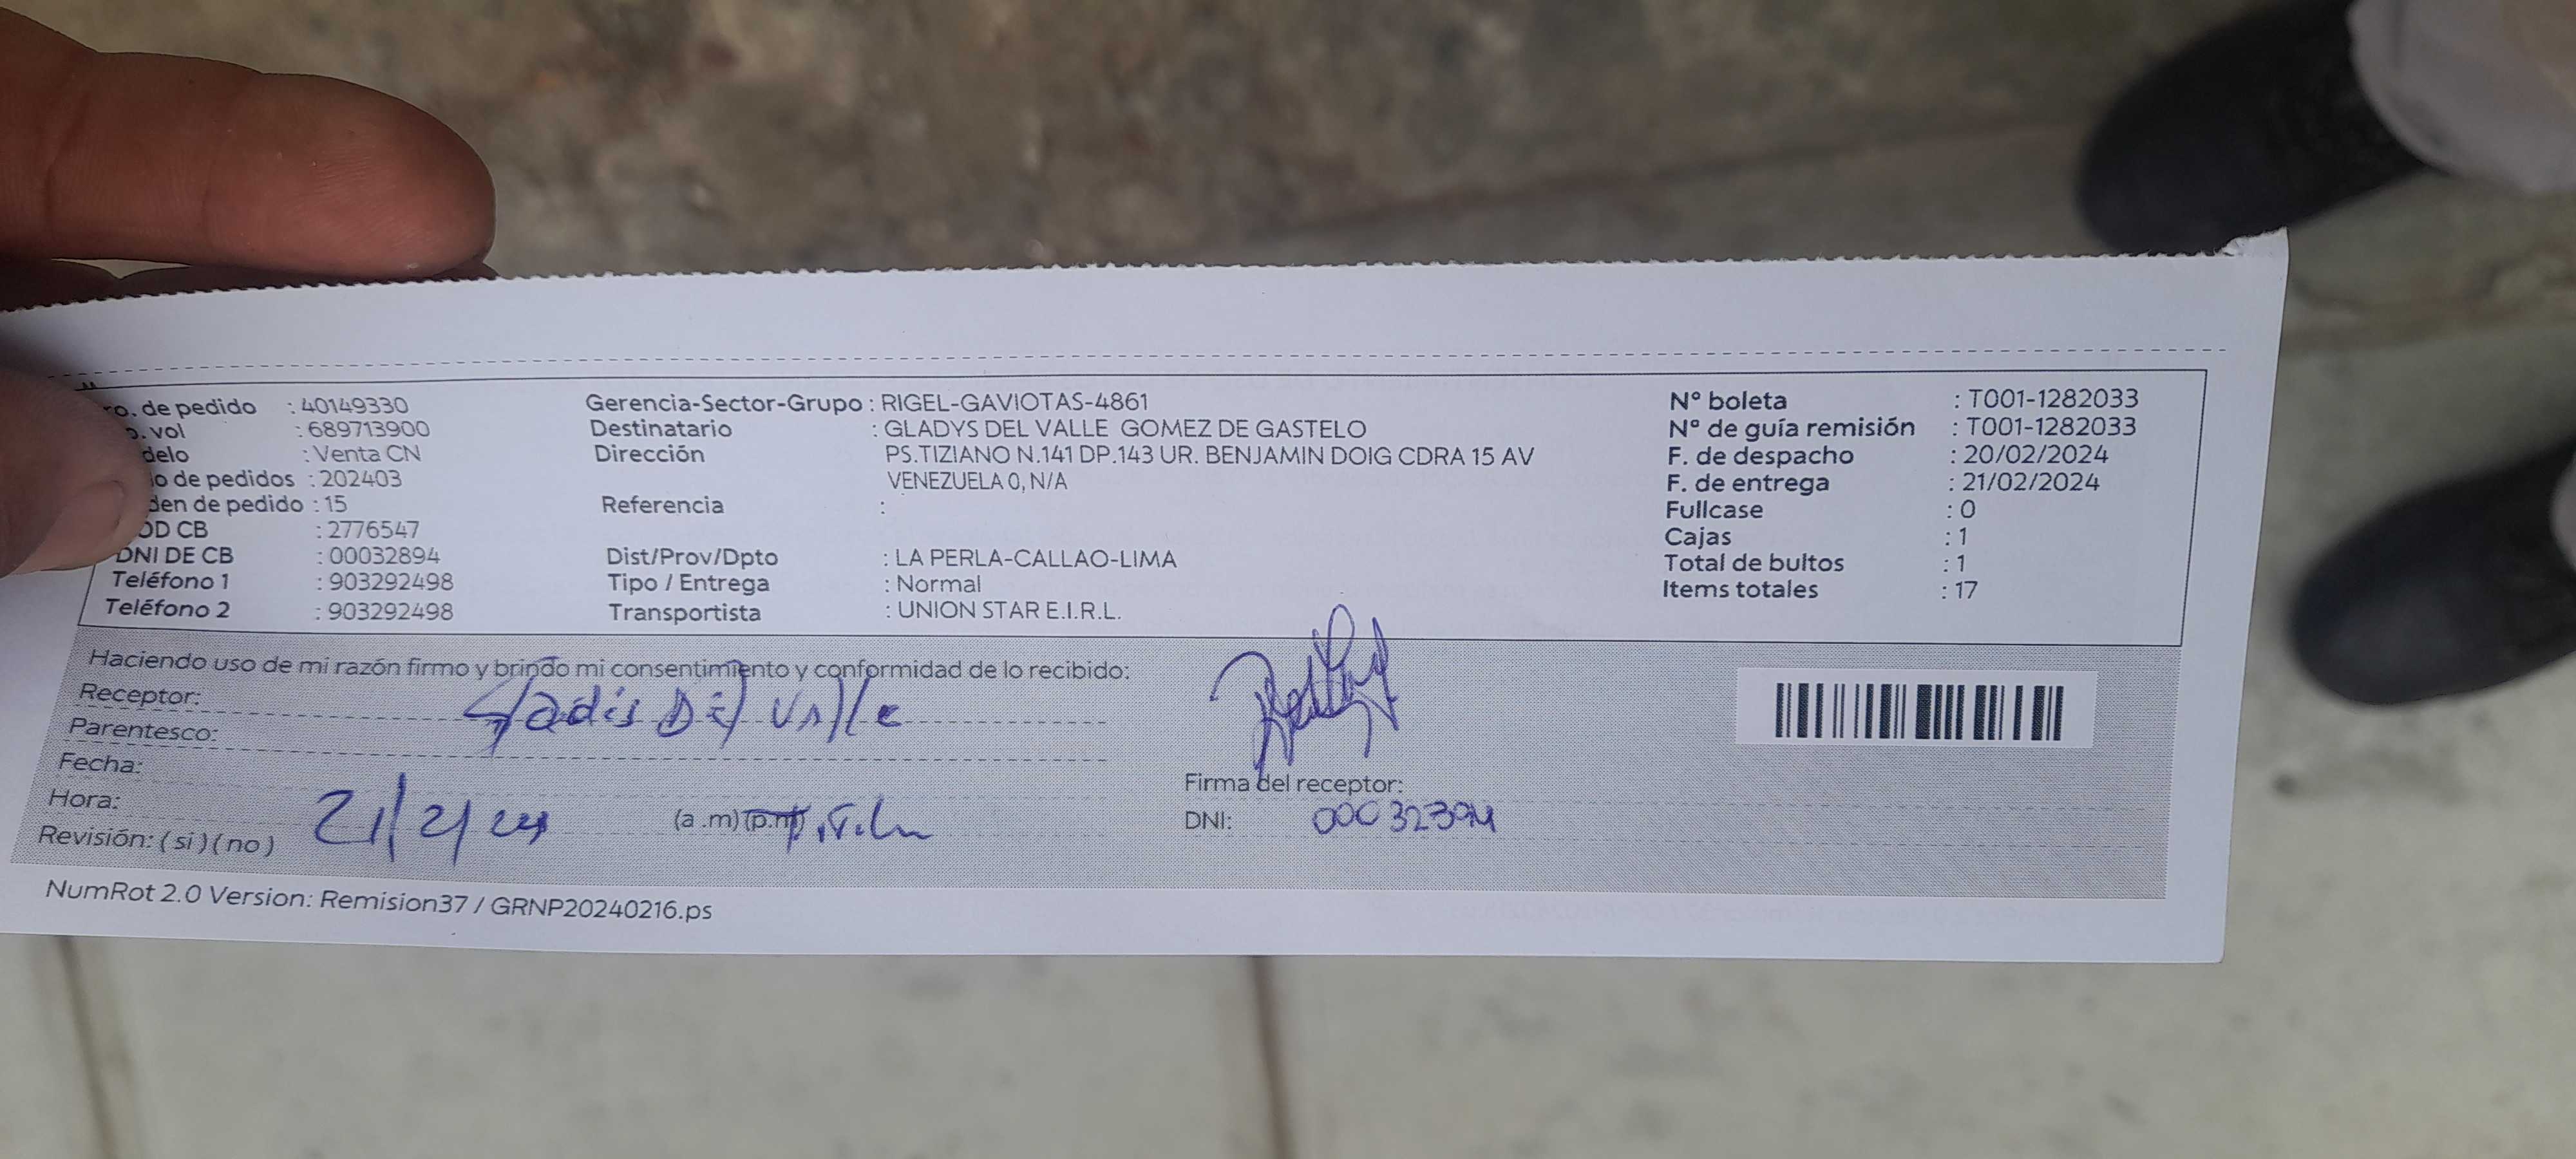 ro. de pedido : 40149330
o. vol : 689713900
delo : Venta CN
o de pedidos : 202403
den de pedido : 15
OD CB : 2776547
DNI DE CB : 00032894
Teléfono 1 : 903292498
Teléfono 2 : 903292498
Gerencia-Sector-Grupo : RIGEL-GAVIOTAS-4861
Destinatario : GLADYS DEL VALLE GOMEZ DE GASTELO
Dirección PS.TIZIANO N.141 DP.143 UR. BENJAMIN DOIG CDRA 15 AV
VENEZUELA 0, N/A
Referencia :
Dist/Prov/Dpto : LA PERLA-CALLAO-LIMA
Tipo / Entrega : Normal
Transportista : UNION STAR E.I.R.L.
N° boleta : T001-1282033
N° de guía remisión : T001-1282033
F. de despacho : 20/02/2024
F. de entrega : 21/02/2024
Fullcase : 0
Cajas : 1
Total de bultos : 1
Items totales : 17
Haciendo uso de mi razón firmo y brindo mi consentimiento y conformidad de lo recibido:
Receptor: Gladis Del Valle
Parentesco:
Fecha:
Hora: 21/2/24 (a .m) (p.m)
Revisión: ( si ) ( no )
Firma del receptor:
DNI: 00032394
NumRot 2.0 Version: Remision37 / GRNP20240216.ps